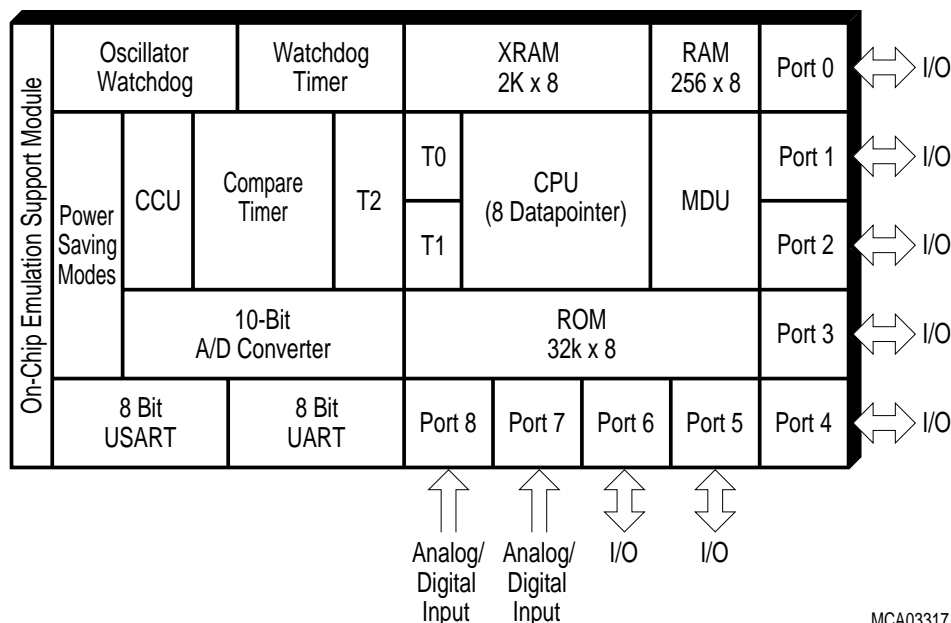 On-Chip Emulation Support Module
Oscillator
Watchdog
Watchdog
Timer
XRAM
2K x 8
RAM
256 x 8
Port 0
I/O
Power
Saving
Modes
CCU
Compare
Timer
T2
T0
T1
CPU
(8 Datapointer)
MDU
Port 1
I/O
Port 2
I/O
10-Bit
A/D Converter
ROM
32k x 8
Port 3
I/O
8 Bit
USART
8 Bit
UART
Port 8
Port 7
Port 6
Port 5
Port 4
I/O
Analog/
Digital
Input
Analog/
Digital
Input
I/O
I/O
MCA03317